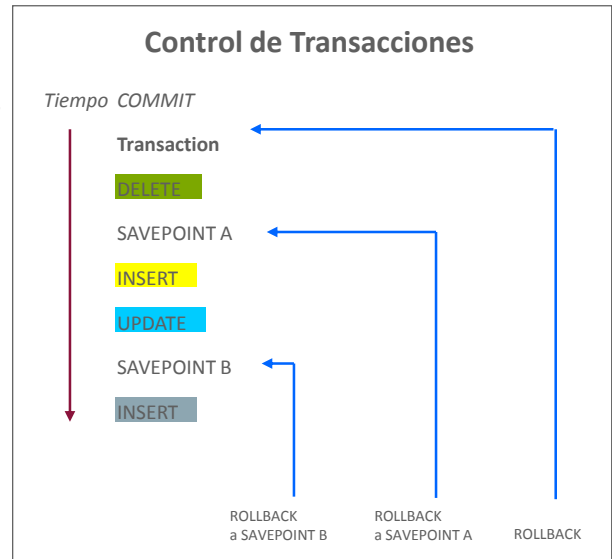 Control de Transacciones
Tiempo COMMIT
Transaction
DELETE
SAVEPOINT A
INSERT
UPDATE
SAVEPOINT B
INSERT
ROLLBACK
a SAVEPOINT B
ROLLBACK
a SAVEPOINT A
ROLLBACK